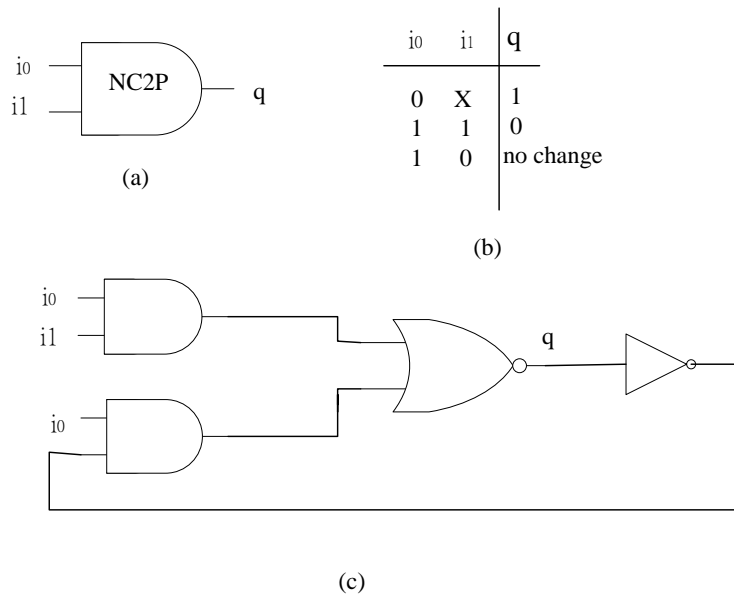 i0
i1
NC2P
q
(a)
i0 i1 q
0 X 1
1 1 0
1 0 no change
(b)
i0
i1
i0
q
(c)